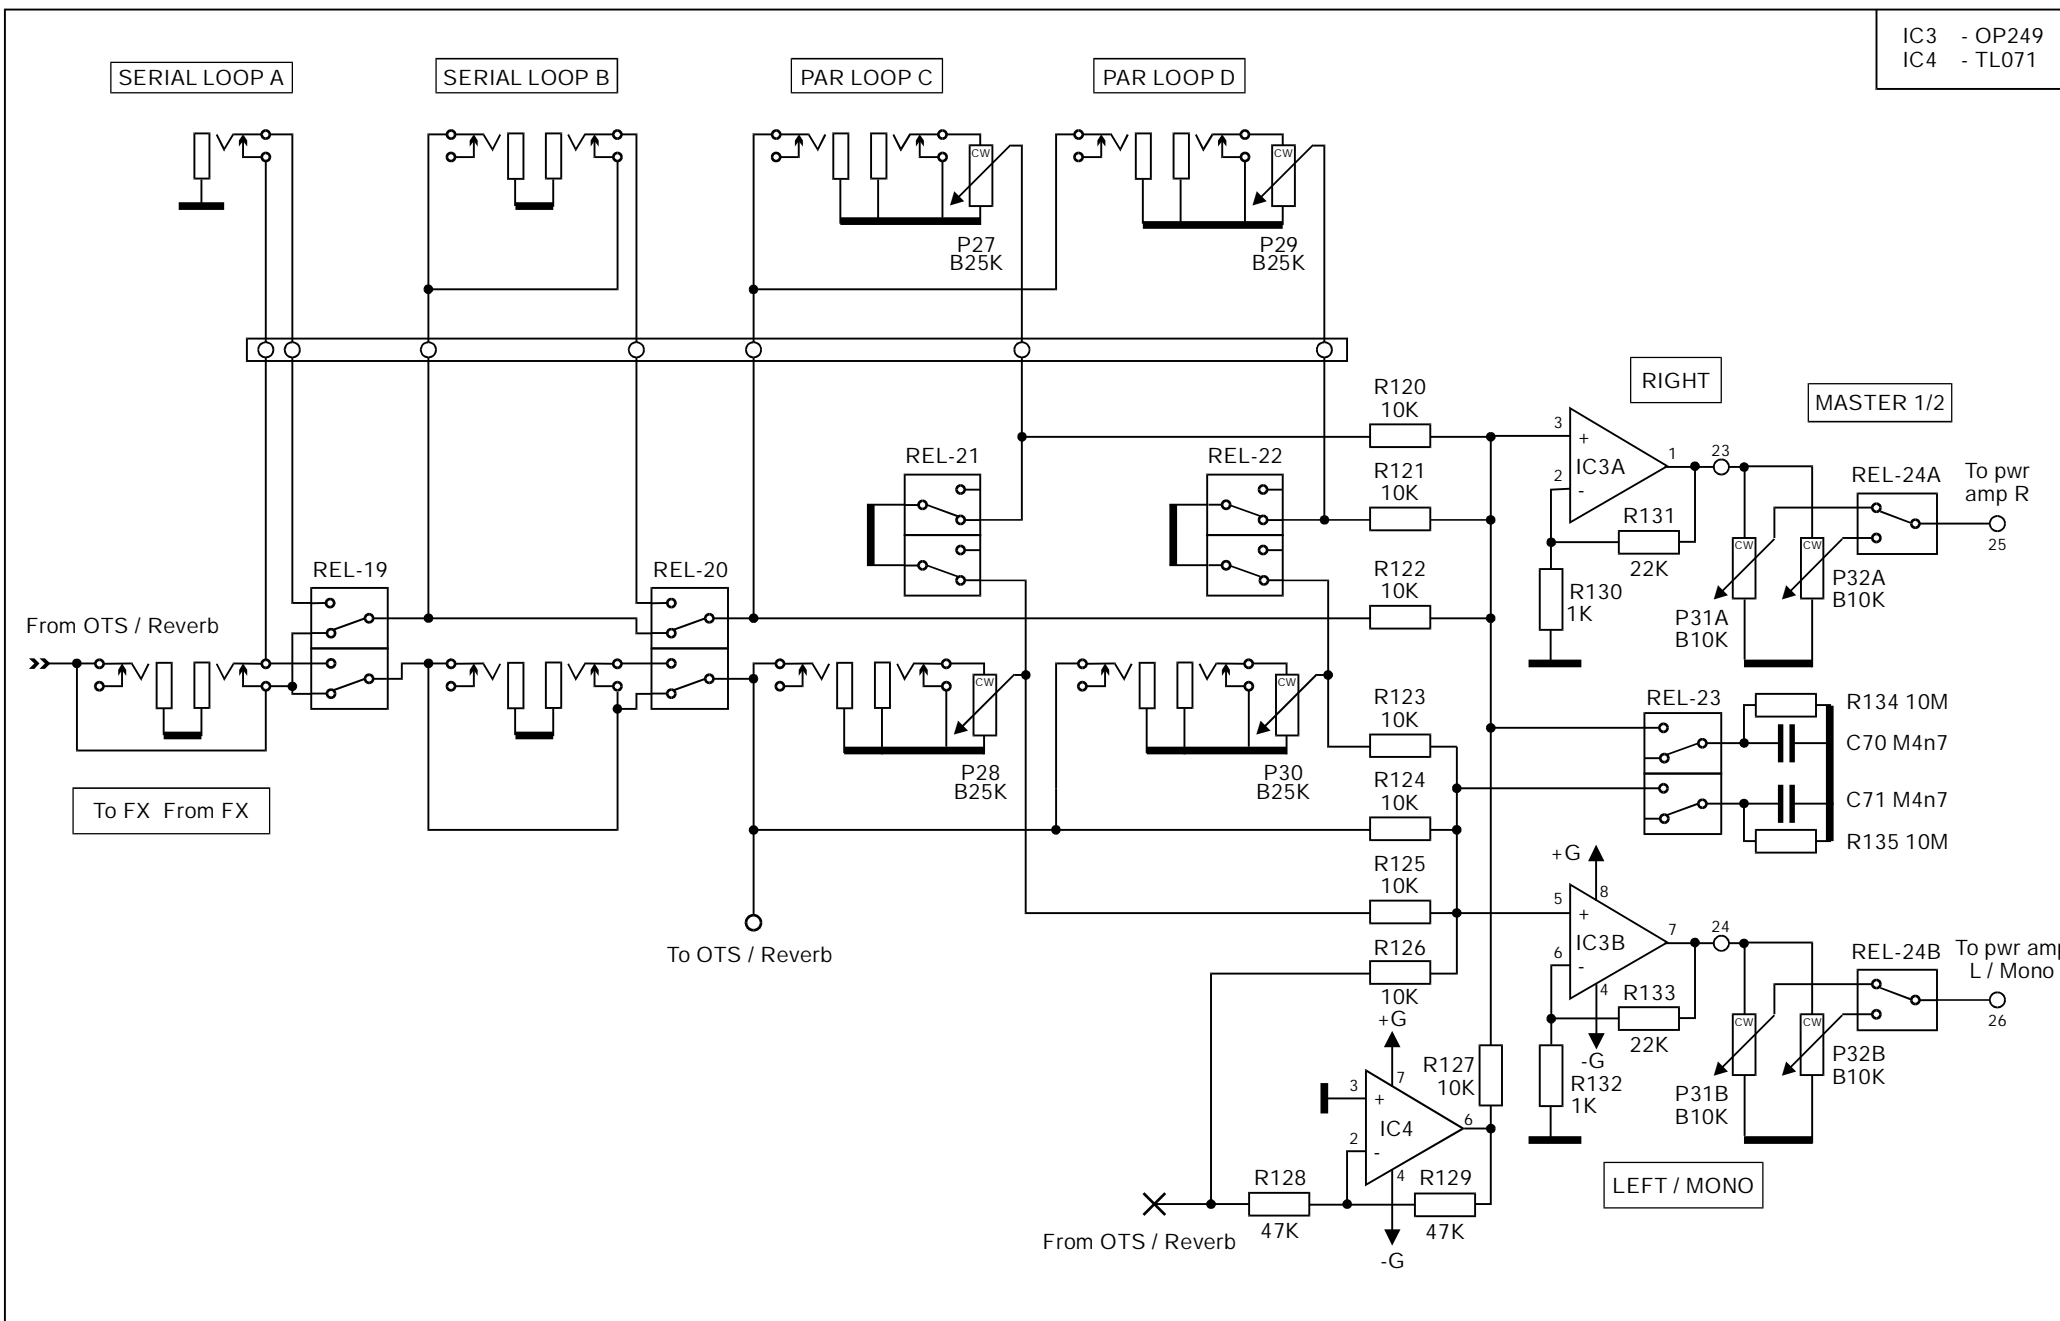 IC3 - OP249
IC4 - TL071
SERIAL LOOP A
SERIAL LOOP B
PAR LOOP C
PAR LOOP D
CW
P27
B25K
CW
P29
B25K
R120
10K
RIGHT
MASTER 1/2
REL-21
REL-22
R121
10K
3
+
IC3A
1
2
-
23
REL-24A
To pwr
amp R
25
R131
22K
CW
CW
P32A
B10K
R130
1K
P31A
B10K
REL-19
REL-20
R122
10K
From OTS / Reverb
CW
P28
B25K
CW
P30
B25K
R123
10K
REL-23
R134 10M
C70 M4n7
C71 M4n7
R135 10M
To FX From FX
R124
10K
R125
10K
+G
8
5
+
IC3B
7
6
-
4
-G
24
REL-24B
To pwr amp
L / Mono
26
To OTS / Reverb
R126
10K
R133
22K
CW
CW
P32B
B10K
R132
1K
P31B
B10K
+G
7
3
+
IC4
6
2
-
4
-G
R127
10K
R128
47K
R129
47K
From OTS / Reverb
LEFT / MONO